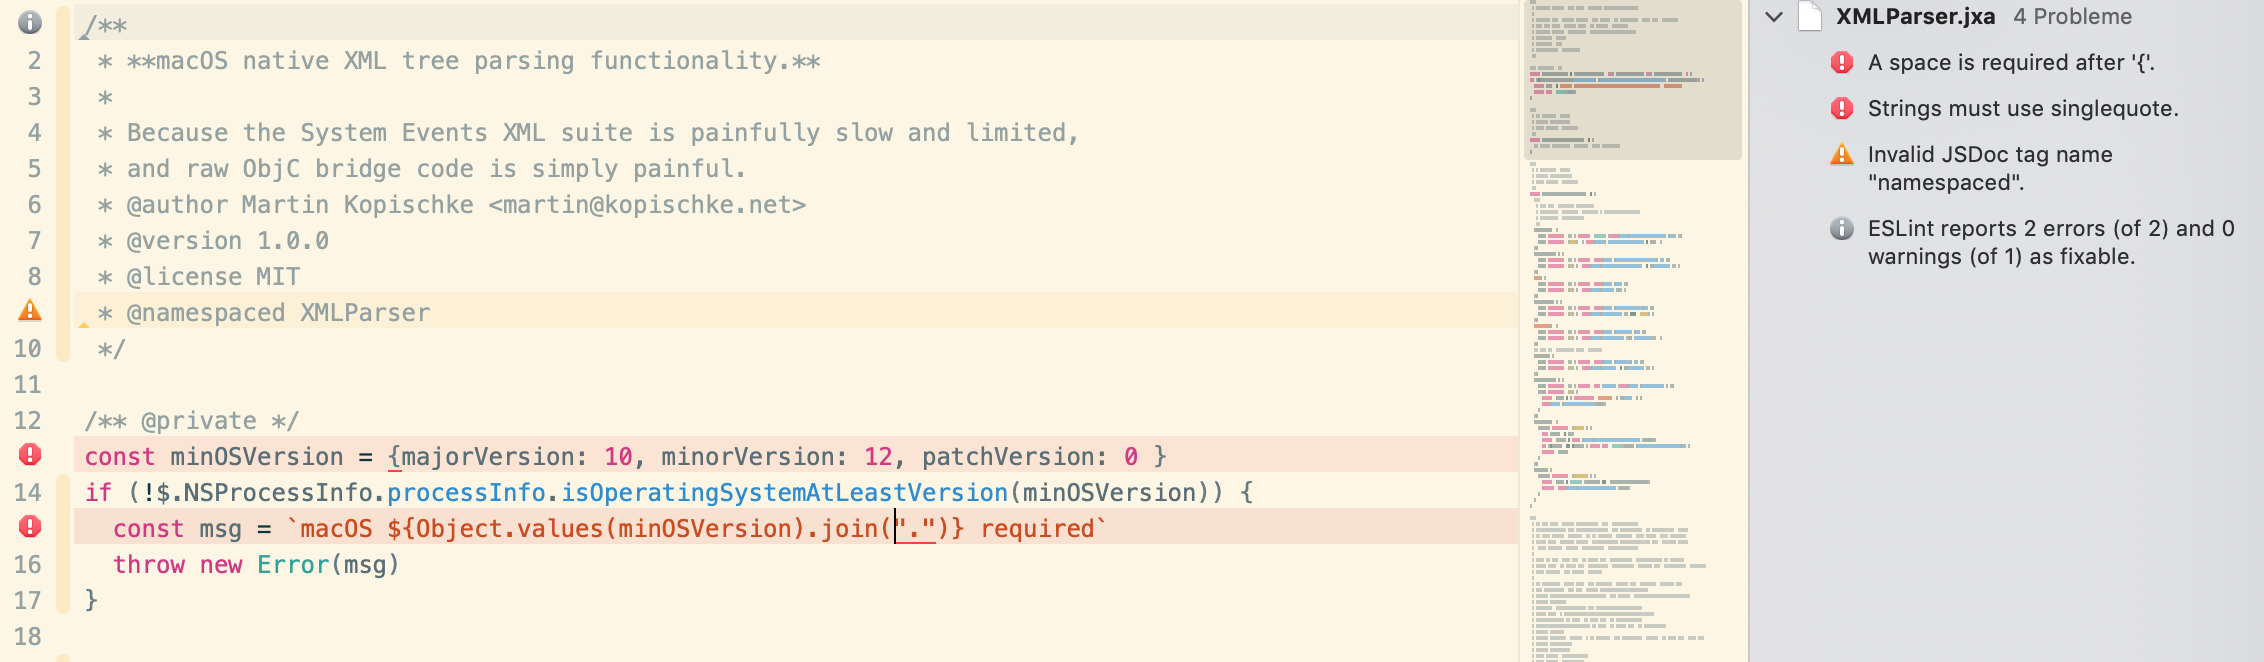 /**
2 * **macOS native XML tree parsing functionality.**
3 *
4 * Because the System Events XML suite is painfully slow and limited,
5 * and raw ObjC bridge code is simply painful.
6 * @author Martin Kopischke <martin@kopischke.net>
7 * @version 1.0.0
8 * @license MIT
* @namespaced XMLParser
10 */
11
12 /** @private */
const minOSVersion = {majorVersion: 10, minorVersion: 12, patchVersion: 0 }
14 if (!$.NSProcessInfo.processInfo.isOperatingSystemAtLeastVersion(minOSVersion)) {
const msg = `macOS ${Object.values(minOSVersion).join(".")} required`
16 throw new Error(msg)
17 }
18
XMLParser.jxa 4 Probleme
A space is required after '{'.
Strings must use singlequote.
Invalid JSDoc tag name
"namespaced".
ESLint reports 2 errors (of 2) and 0
warnings (of 1) as fixable.